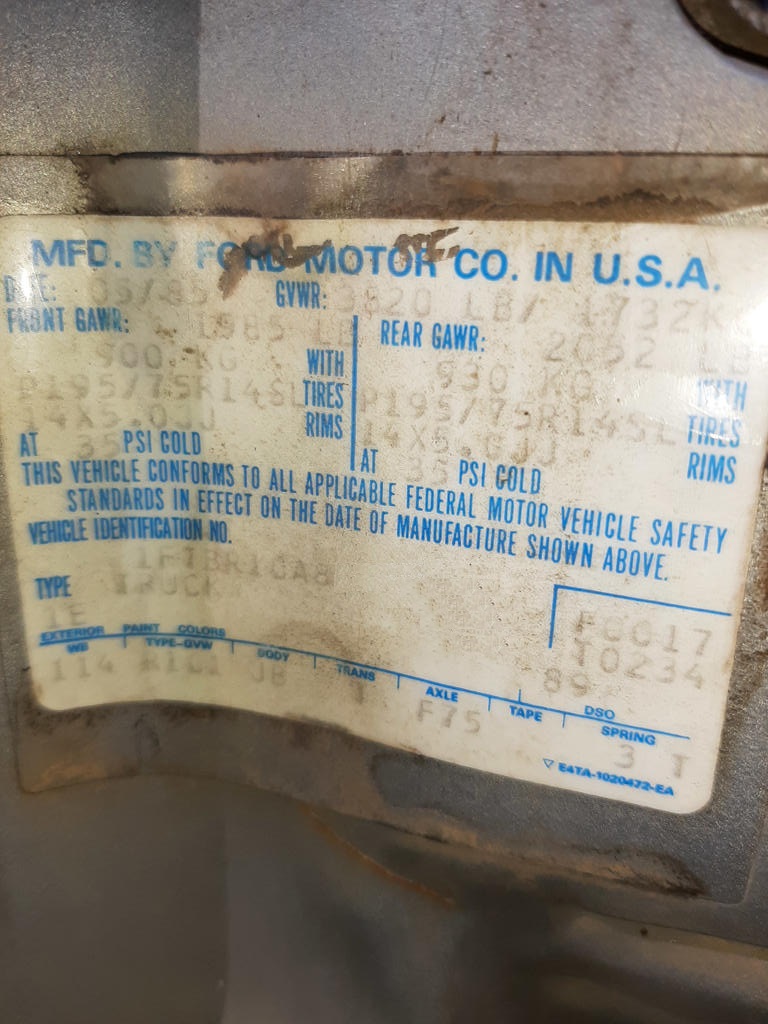 MFD. BY FORD MOTOR CO. IN U.S.A.
DATE: 05/85 GVWR: 3820 LB/ 1732K
FRONT GAWR: 1985 LB REAR GAWR: 2052 LB
900 KG WITH 930 KG WITH
P195/75R14SL TIRES P195/75R14SL TIRES
14X5.0JJ RIMS 14X5.0JJ RIMS
AT 35 PSI COLD AT 35 PSI COLD
THIS VEHICLE CONFORMS TO ALL APPLICABLE FEDERAL MOTOR VEHICLE SAFETY
STANDARDS IN EFFECT ON THE DATE OF MANUFACTURE SHOWN ABOVE.
VEHICLE IDENTIFICATION NO.
TYPE TRUCK
1E T0234
EXTERIOR PAINT COLORS 89
WB TYPE-GVW BODY TRANS AXLE TAPE DSO SPRING
114 JB T F75 3 T
▽ E4TA-1020472-EA